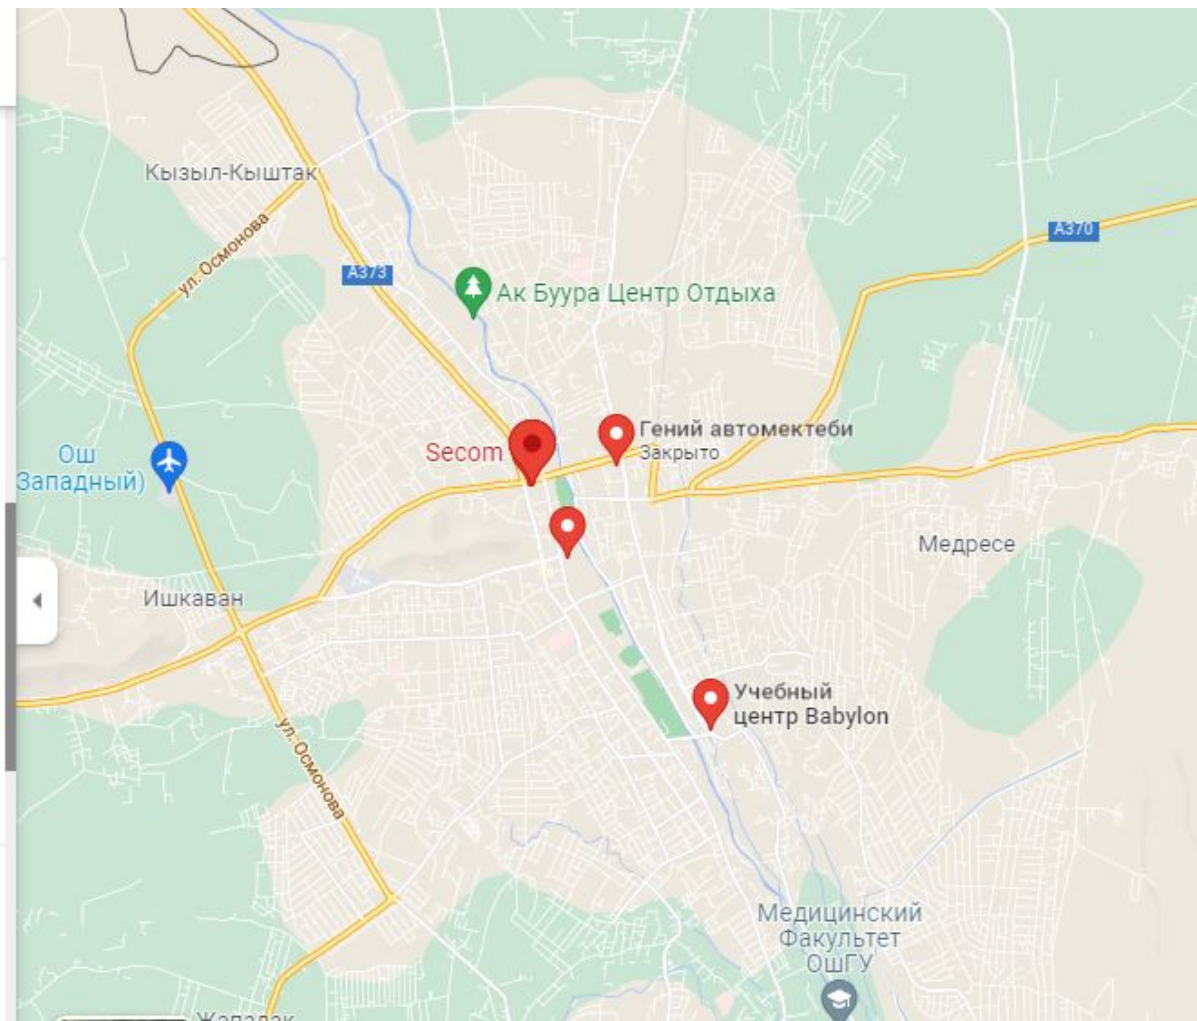 Кызыл-Кыштак
ул. Осмонова
A373
A370
Ак Буура Центр Отдыха
Гений автомектеби
Закрыто
Secom
Ош
Западный)
Медресе
Ишкаван
Учебный
центр Babylon
ул. Осмонова
Медицинский
Факультет
ОшГУ